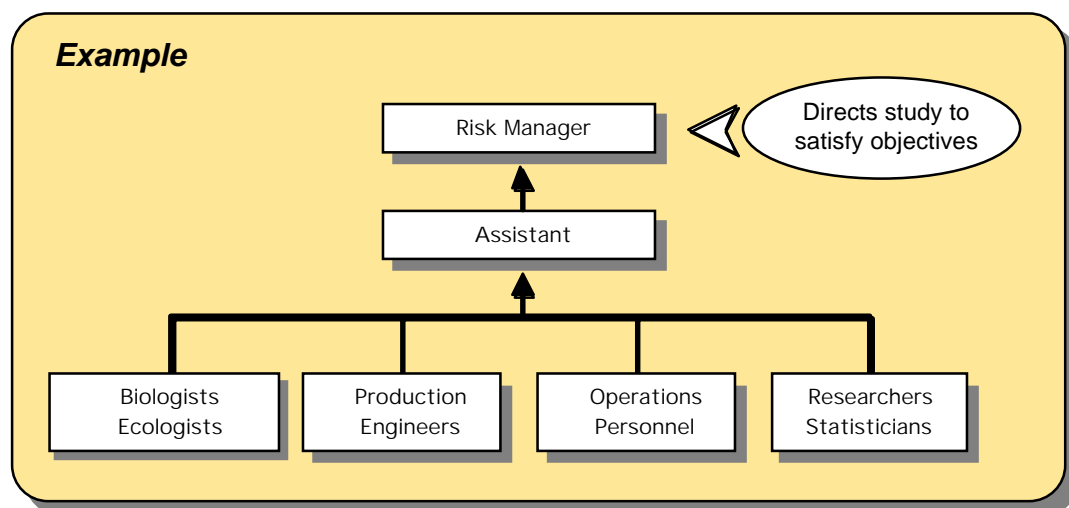 Example
Risk Manager
Directs study to
satisfy objectives
Assistant
Biologists
Ecologists
Production
Engineers
Operations
Personnel
Researchers
Statisticians